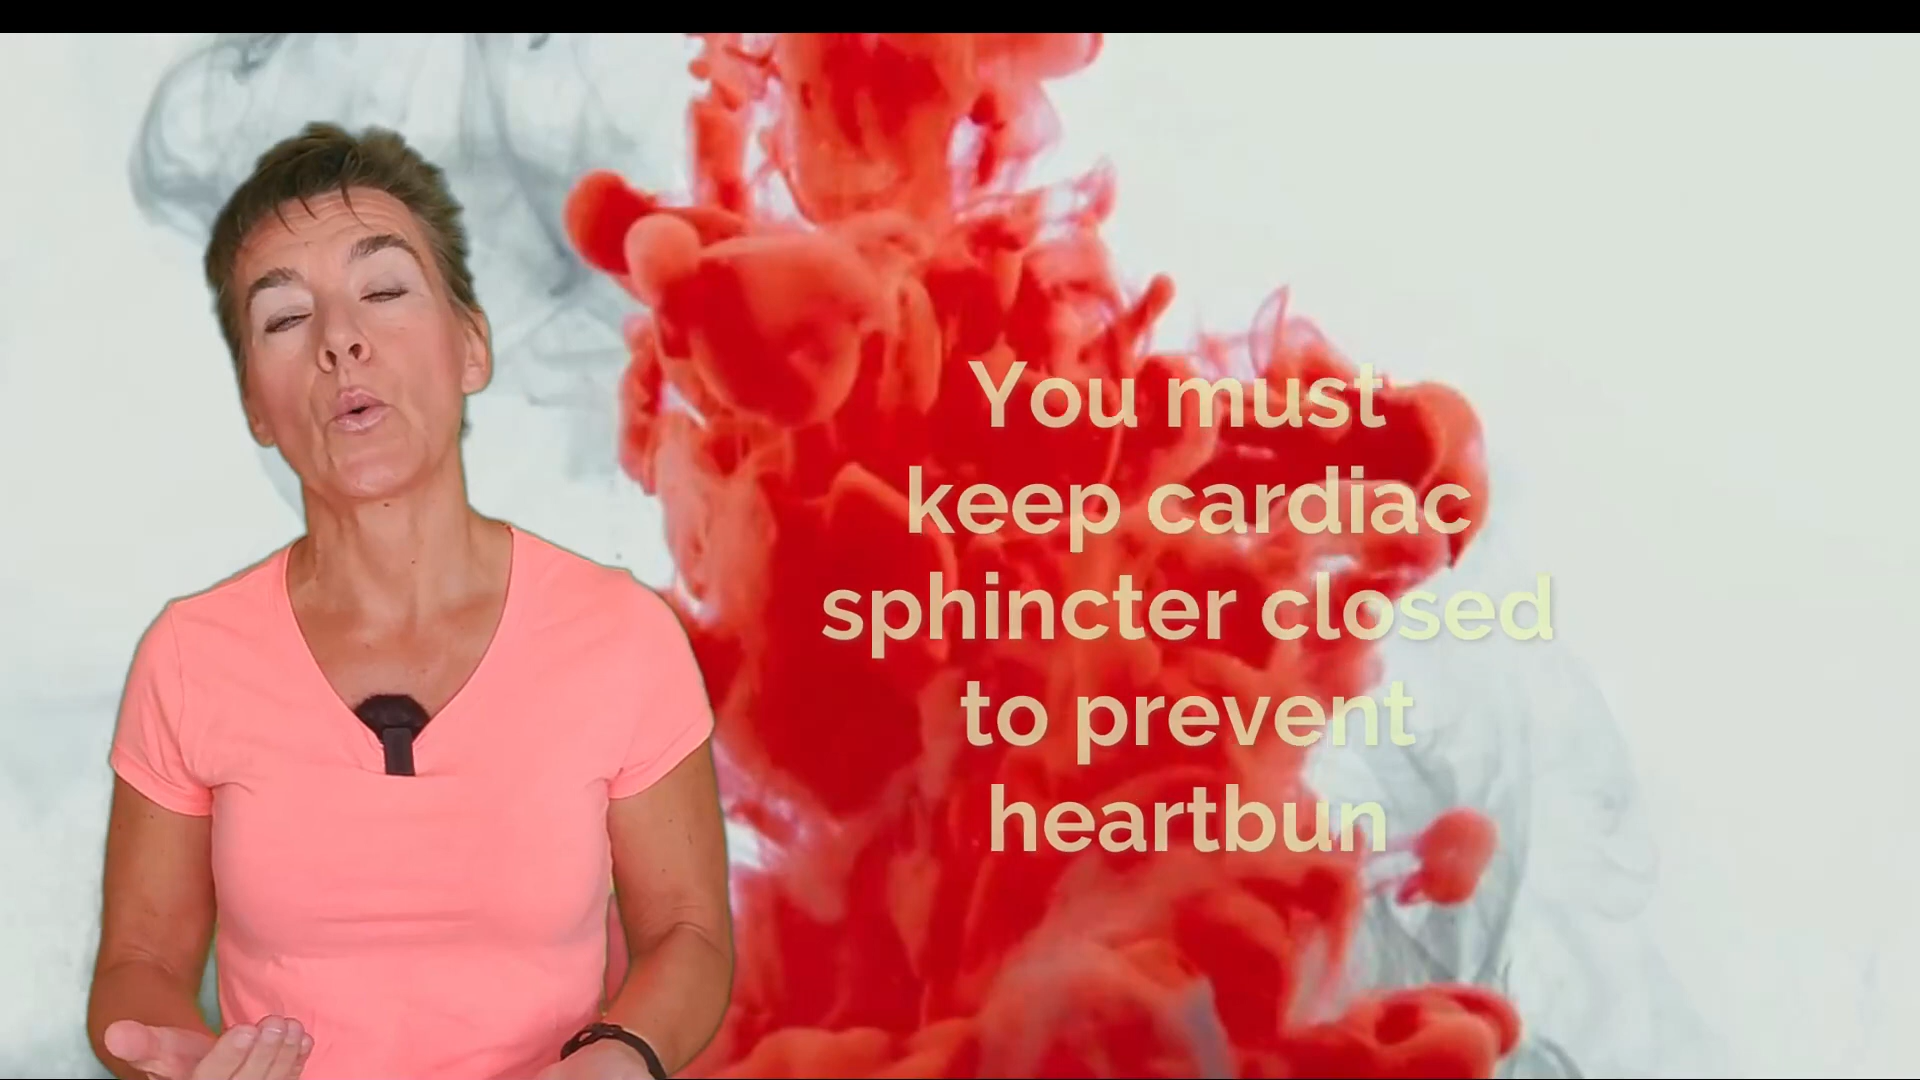 You must
keep cardiac
sphincter closed
to prevent
heartbun